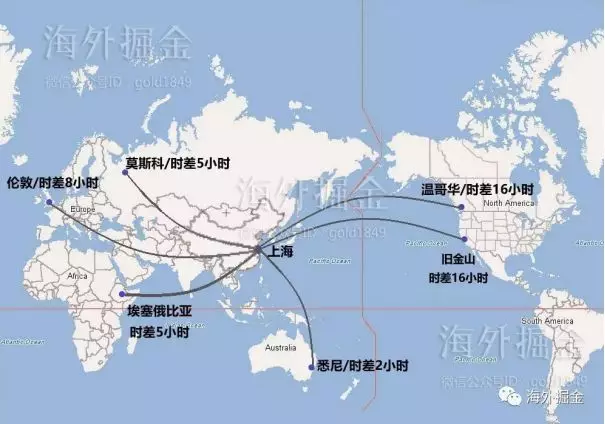 海外掘金
微信公众号ID gold1849
莫斯科/时差5小时
伦敦/时差8小时
Europe
海外掘金
微信公众号ID gold1849
温哥华/时差16小时
North America
上海
Pacific Ocean
Pacific Ocean
旧金山
时差16小时
Africa
埃塞俄比亚
时差5小时
South America
Atlantic Ocean
Indian Ocean
Australia
悉尼/时差2小时
海外掘金
微信公众号ID gold1849
Pacific Ocean
海外掘金